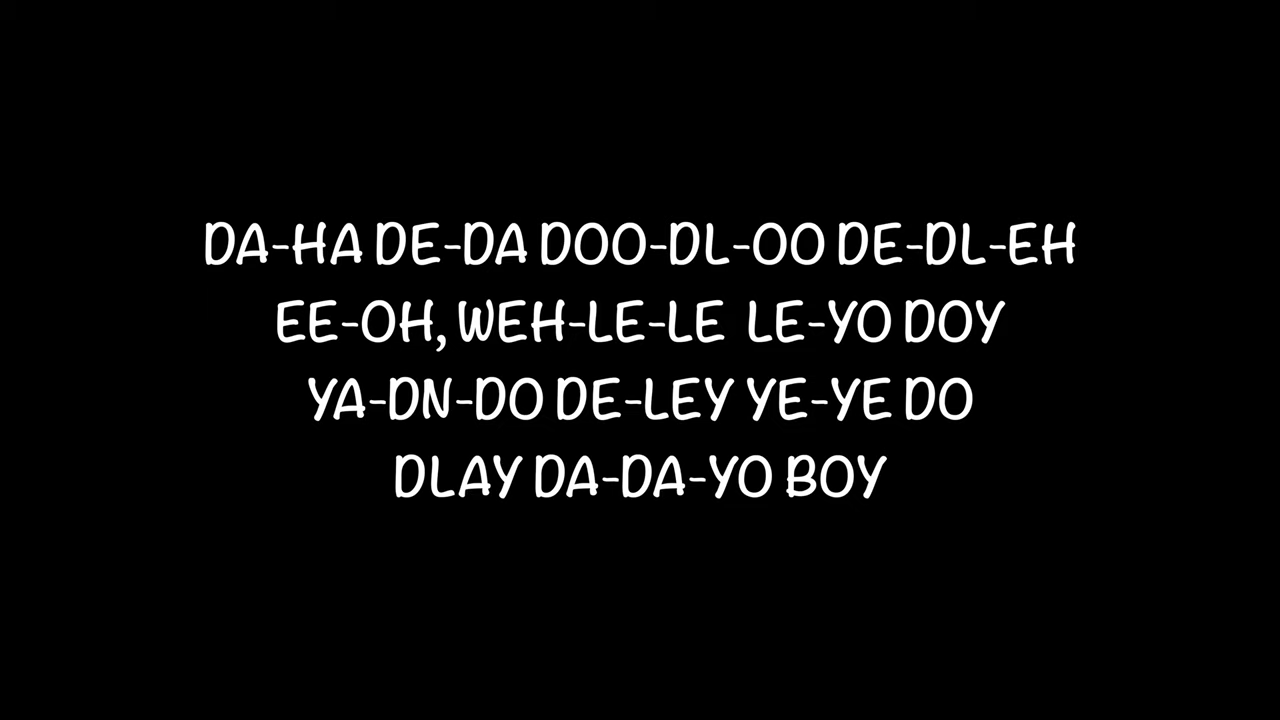 DA-HA DE-DA DOO-DL-OO DE-DL-EH
EE-OH, WEH-LE-LE LE-YO DOY
YA-DN-DO DE-LEY YE-YE DO
DLAY DA-DA-YO BOY